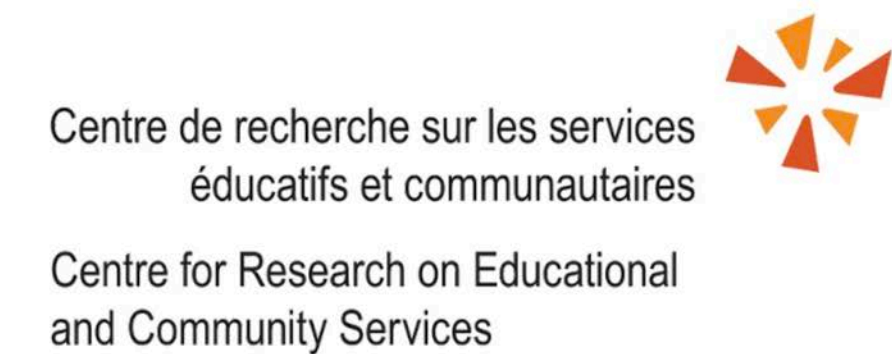 Centre de recherche sur les services
éducatifs et communautaires
Centre for Research on Educational
and Community Services